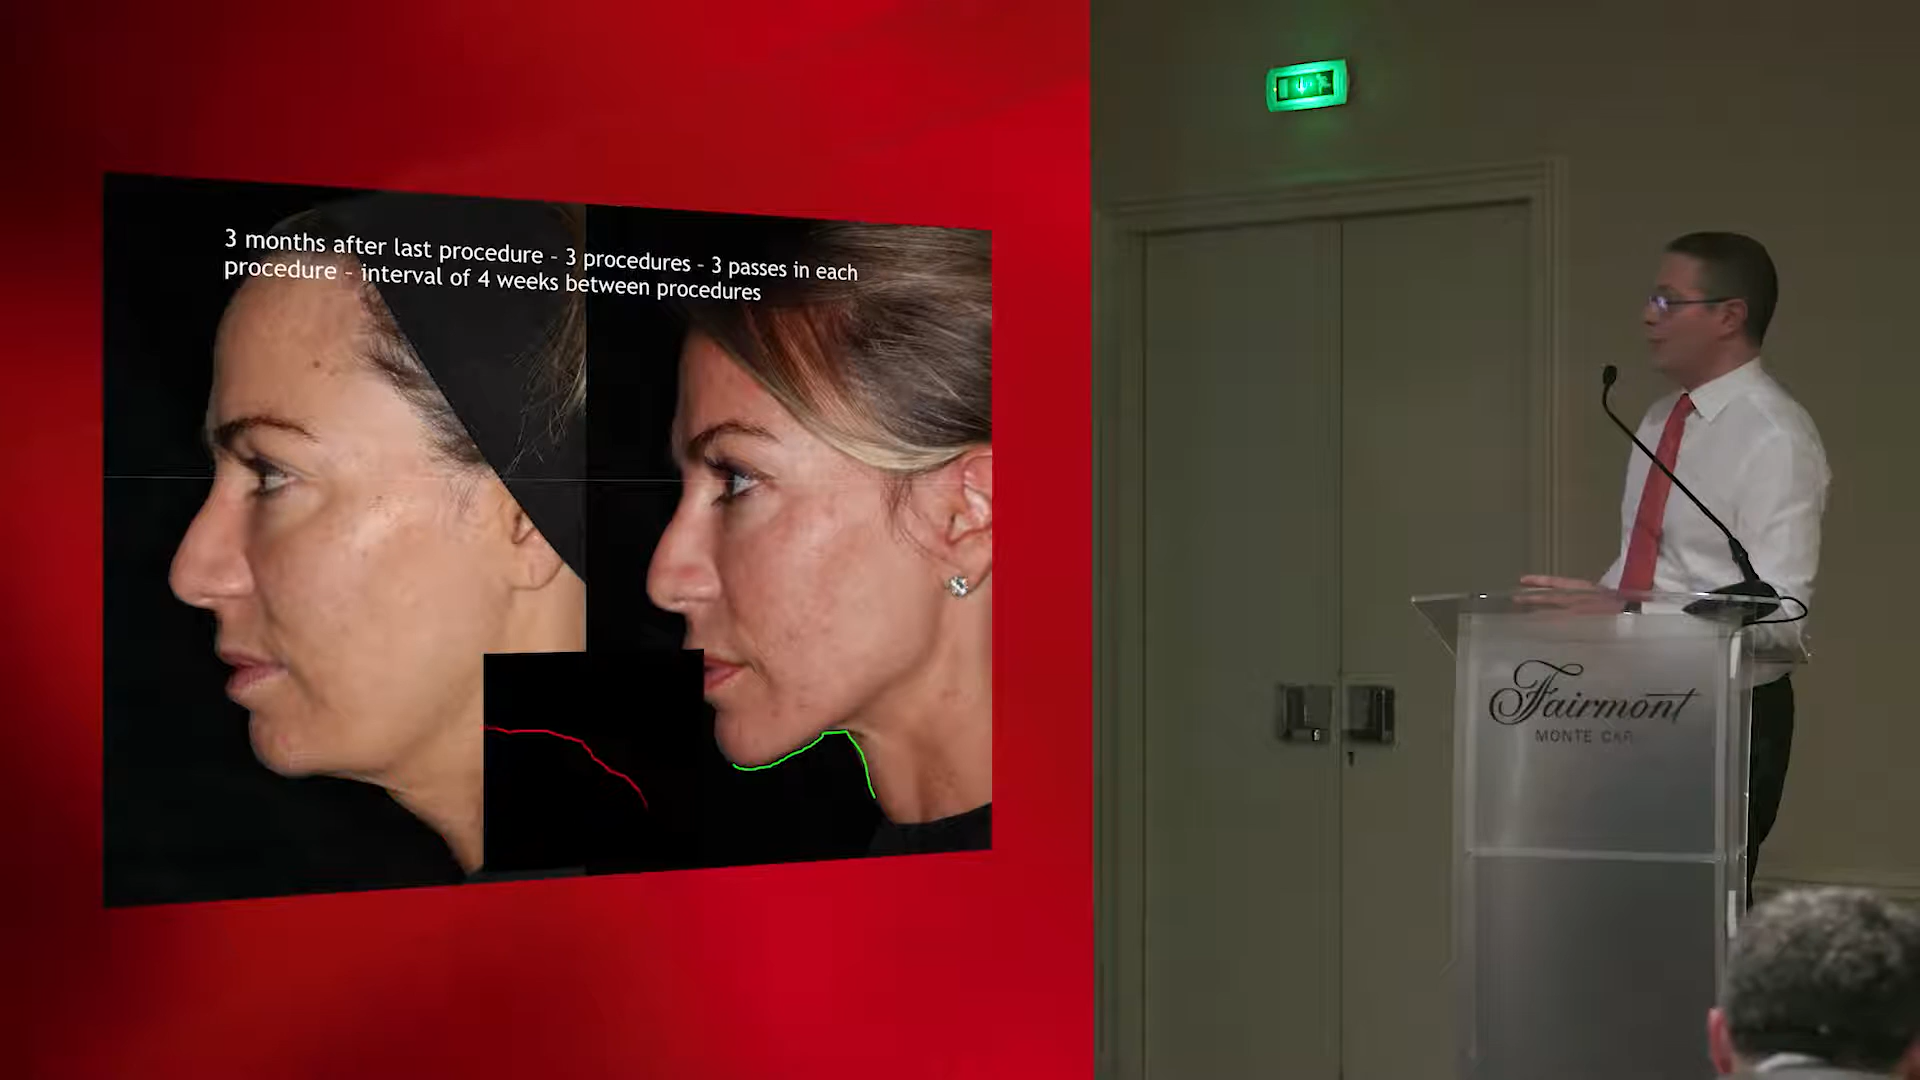 3 months after last procedure - 3 procedures - 3 passes in each
procedure - interval of 4 weeks between procedures
Fairmont
MONTE CAR